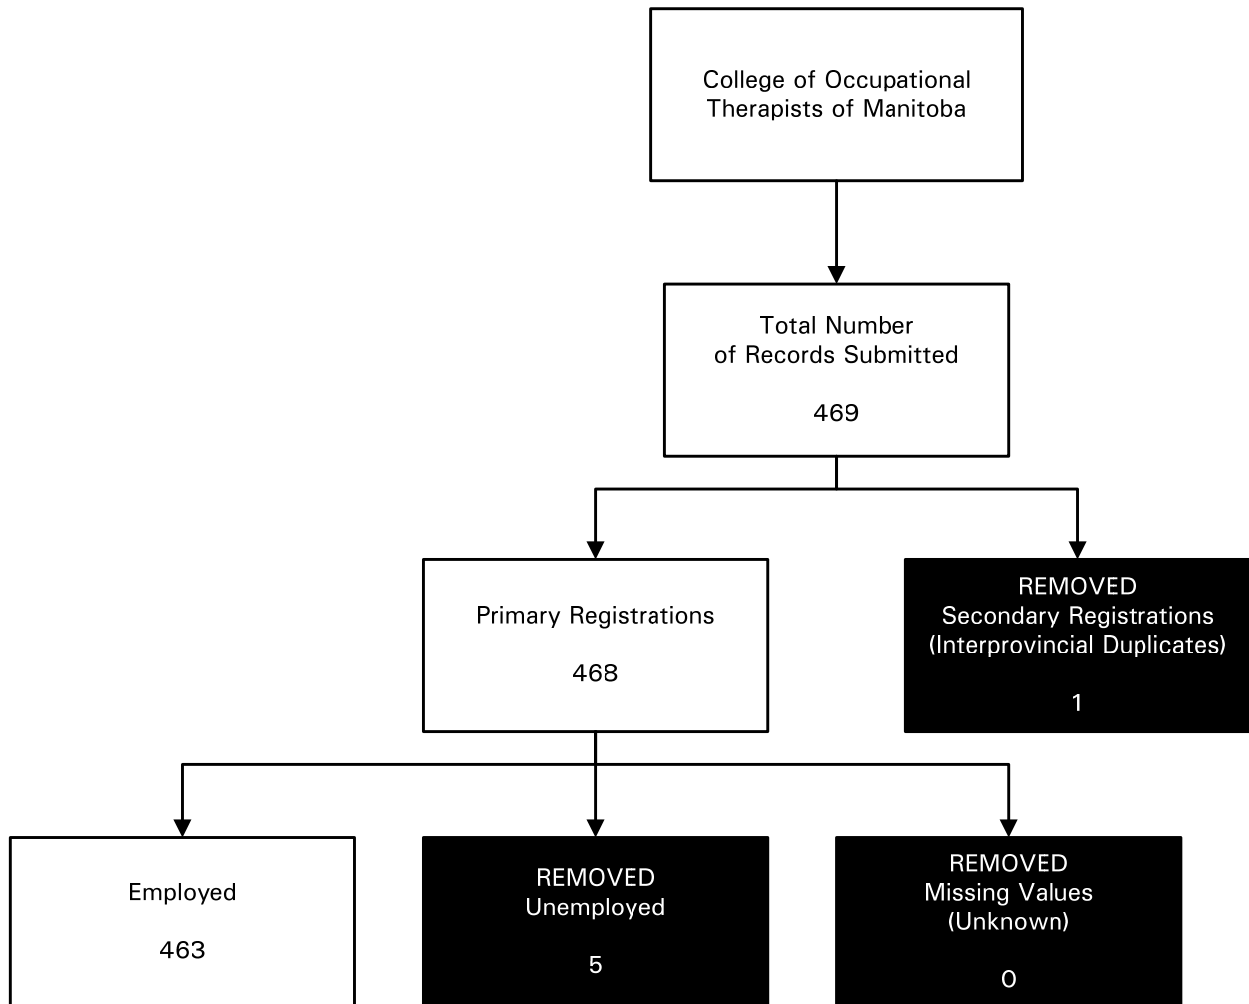 College of Occupational
Therapists of Manitoba
Total Number
of Records Submitted
469
Primary Registrations
468
REMOVED
Secondary Registrations
(Interprovincial Duplicates)
1
Employed
463
REMOVED
Unemployed
5
REMOVED
Missing Values
(Unknown)
0